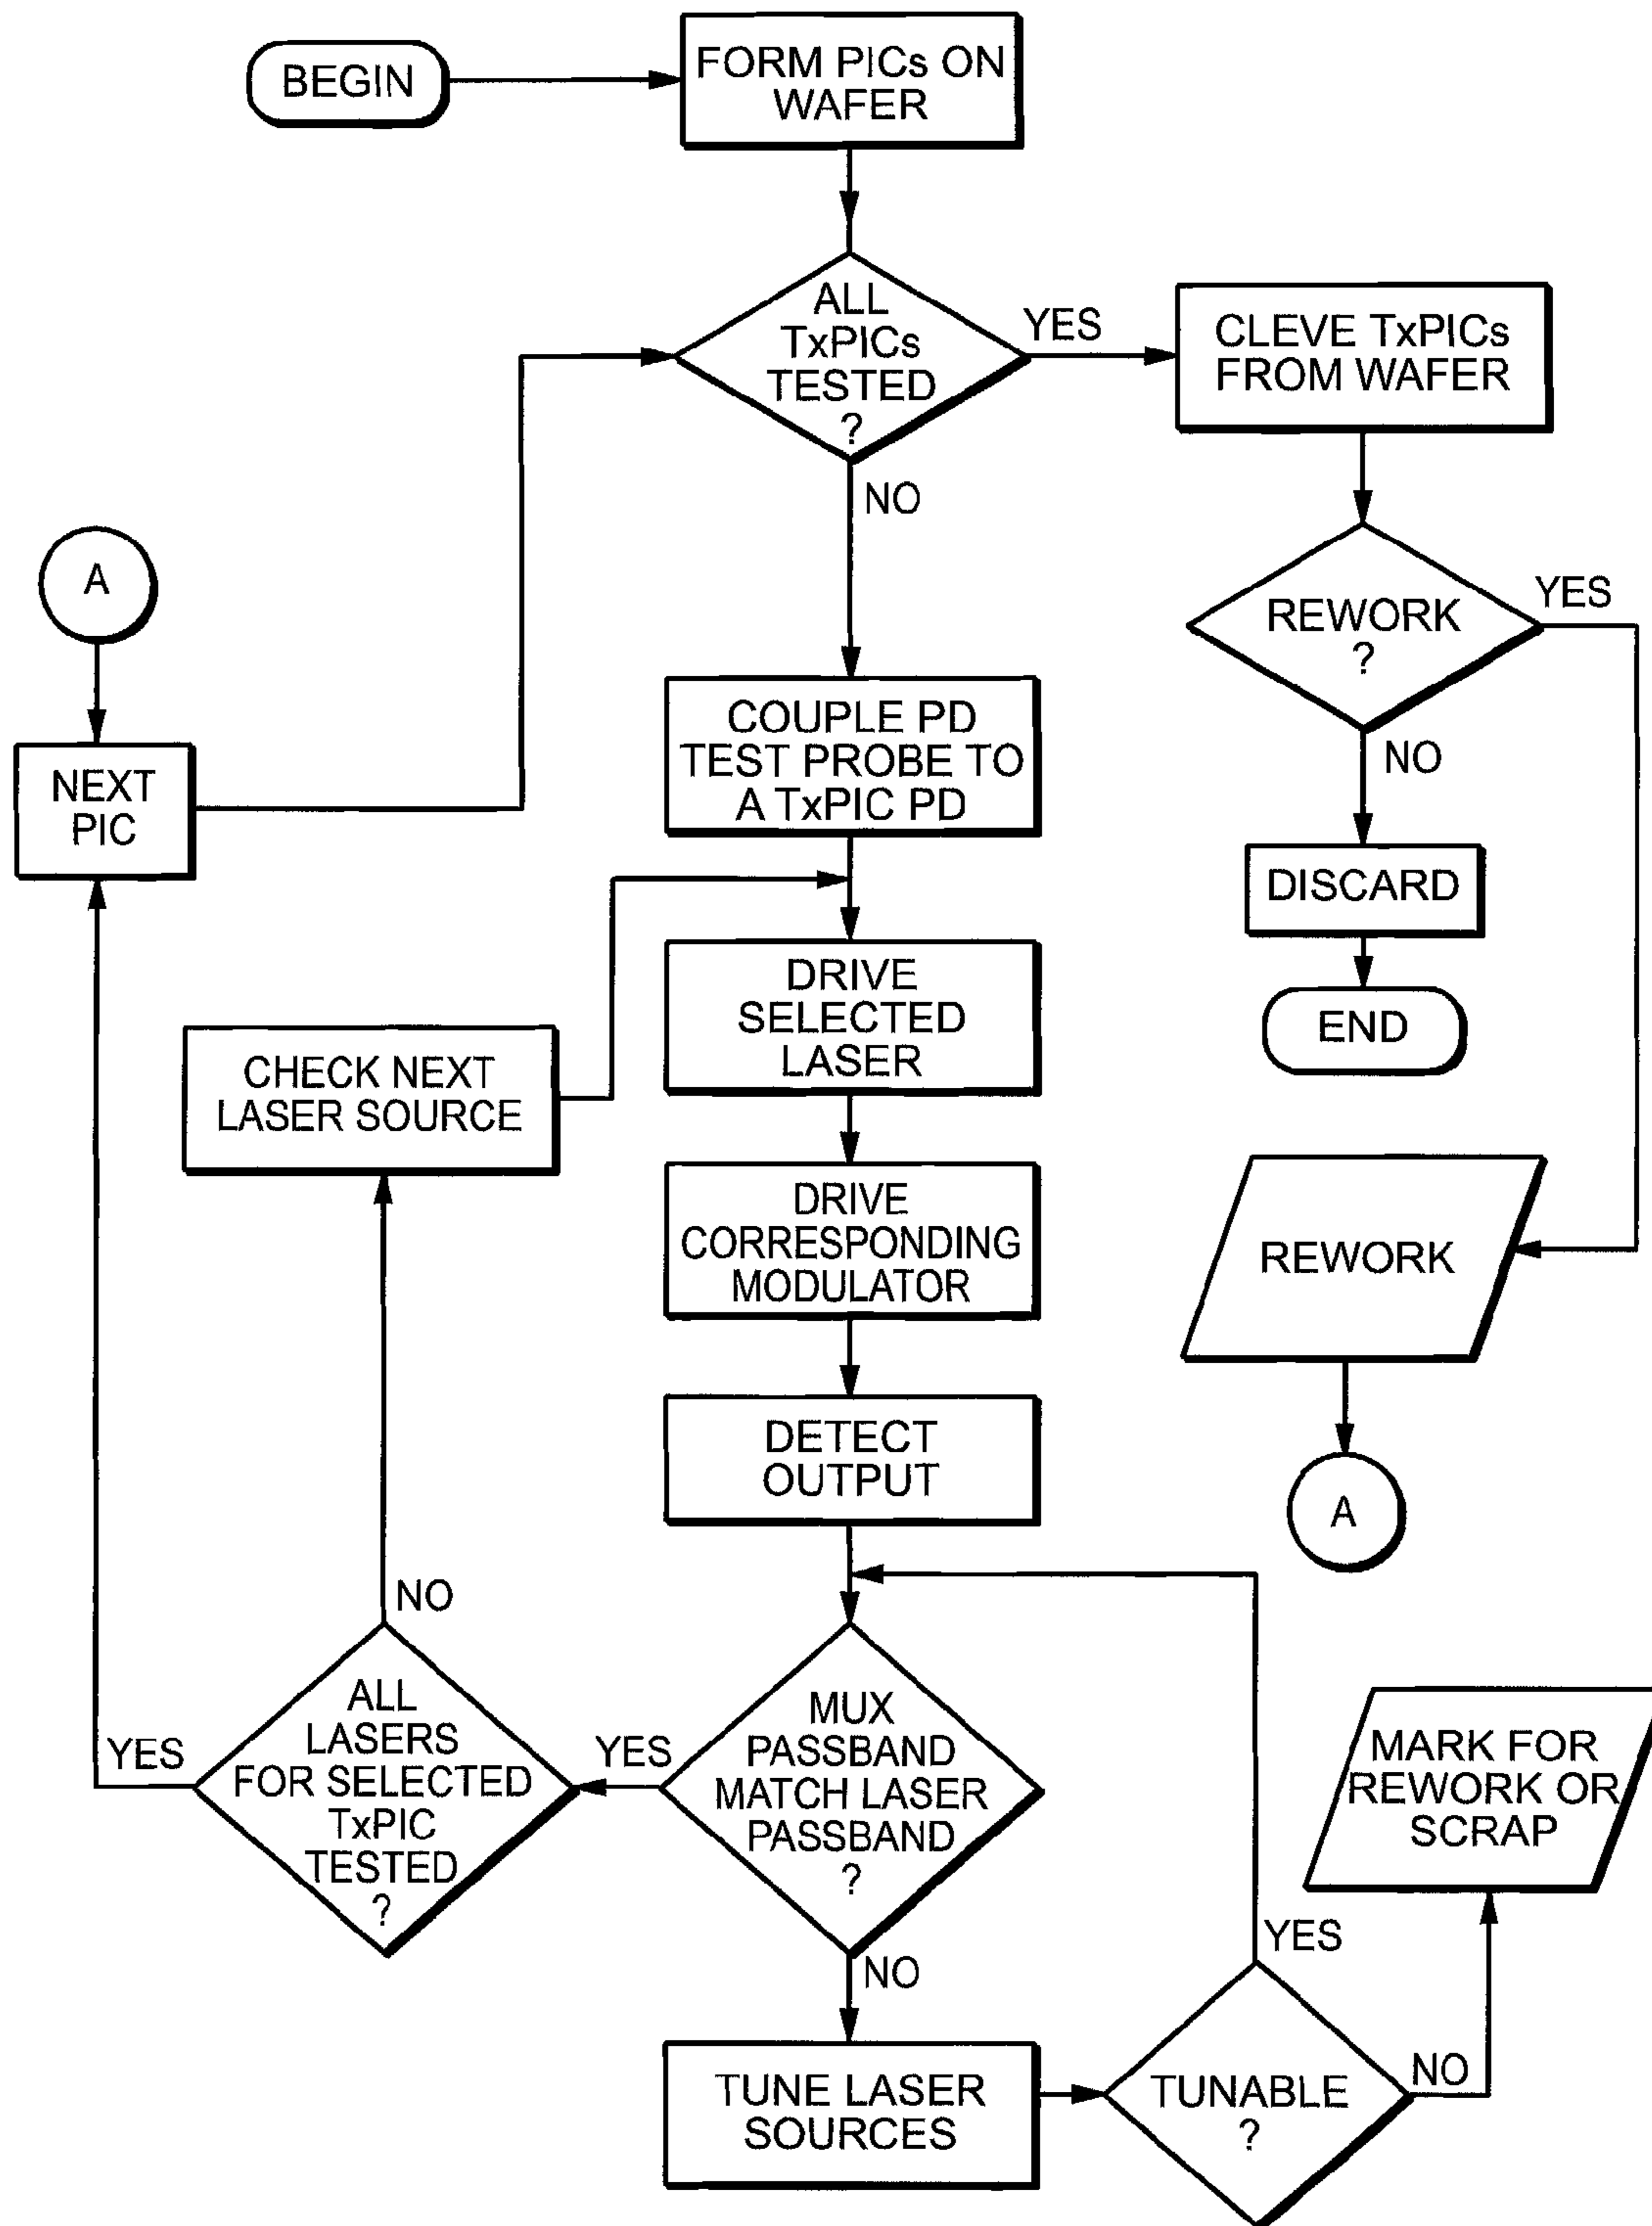 BEGIN
FORM PICs ON
WAFER
ALL
TxPICs
TESTED
?
YES
CLEVE TxPICs
FROM WAFER
NO
A
REWORK
?
YES
NO
NEXT
PIC
COUPLE PD
TEST PROBE TO
A TxPIC PD
DISCARD
END
DRIVE
SELECTED
LASER
CHECK NEXT
LASER SOURCE
DRIVE
CORRESPONDING
MODULATOR
REWORK
DETECT
OUTPUT
A
NO
ALL
LASERS
FOR SELECTED
TxPIC
TESTED
?
YES
YES
MUX
PASSBAND
MATCH LASER
PASSBAND
?
MARK FOR
REWORK OR
SCRAP
NO
YES
TUNE LASER
SOURCES
TUNABLE
?
NO